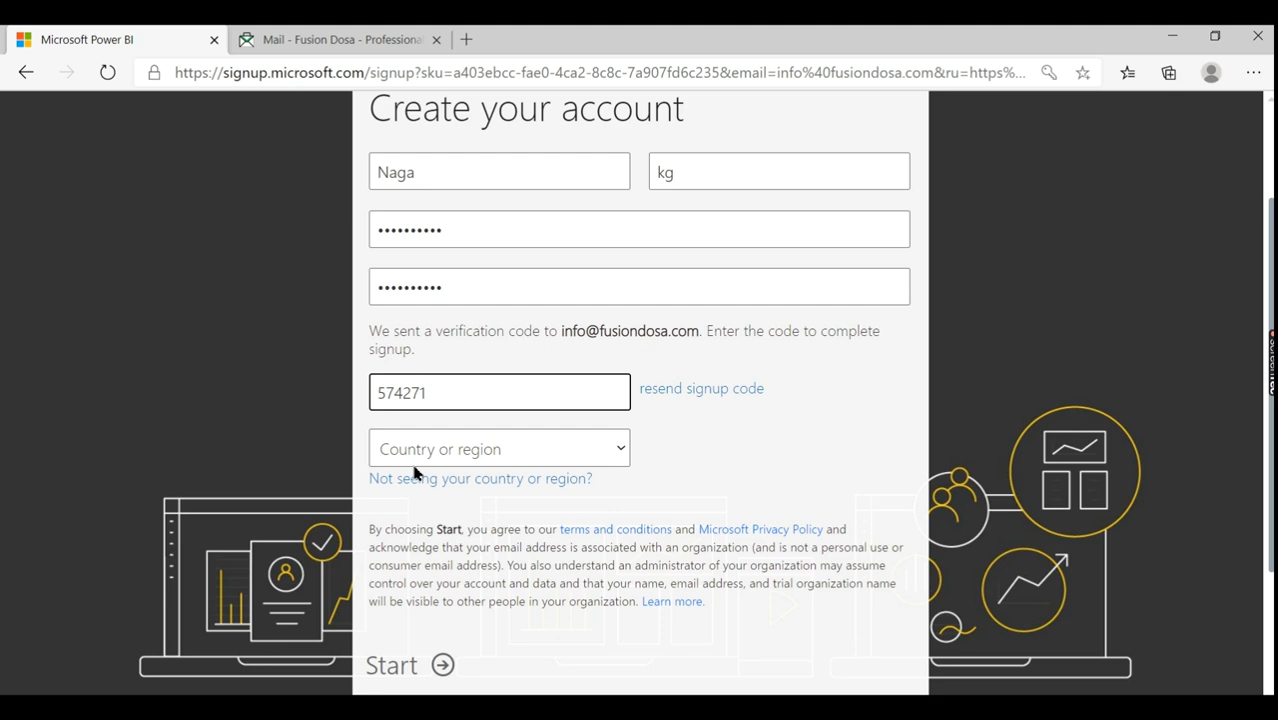 Microsoft Power BI
Mail - Fusion Dosa - Professiona
https://signup.microsoft.com/signup?sku=a403ebcc-fae0-4ca2-8c8c-7a907fd6c235&email=info%40fusiondosa.com&ru=https%...
Create your account
Naga
kg
••••••••••
••••••••••
We sent a verification code to info@fusiondosa.com. Enter the code to complete
signup.
574271
resend signup code
Country or region
Not seeing your country or region?
By choosing Start, you agree to our terms and conditions and Microsoft Privacy Policy and
acknowledge that your email address is associated with an organization (and is not a personal use or
consumer email address). You also understand an administrator of your organization may assume
control over your account and data and that your name, email address, and trial organization name
will be visible to other people in your organization. Learn more.
Start